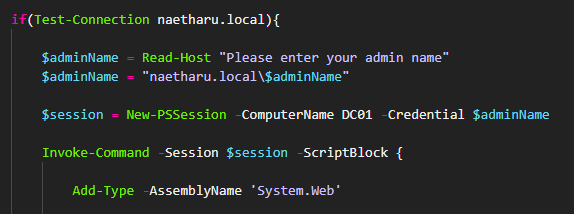 if(Test-Connection naetharu.local){
$adminName = Read-Host "Please enter your admin name"
$adminName = "naetharu.local\$adminName"
$session = New-PSSession -ComputerName DC01 -Credential $adminName
Invoke-Command -Session $session -ScriptBlock {
Add-Type -AssemblyName 'System.Web'